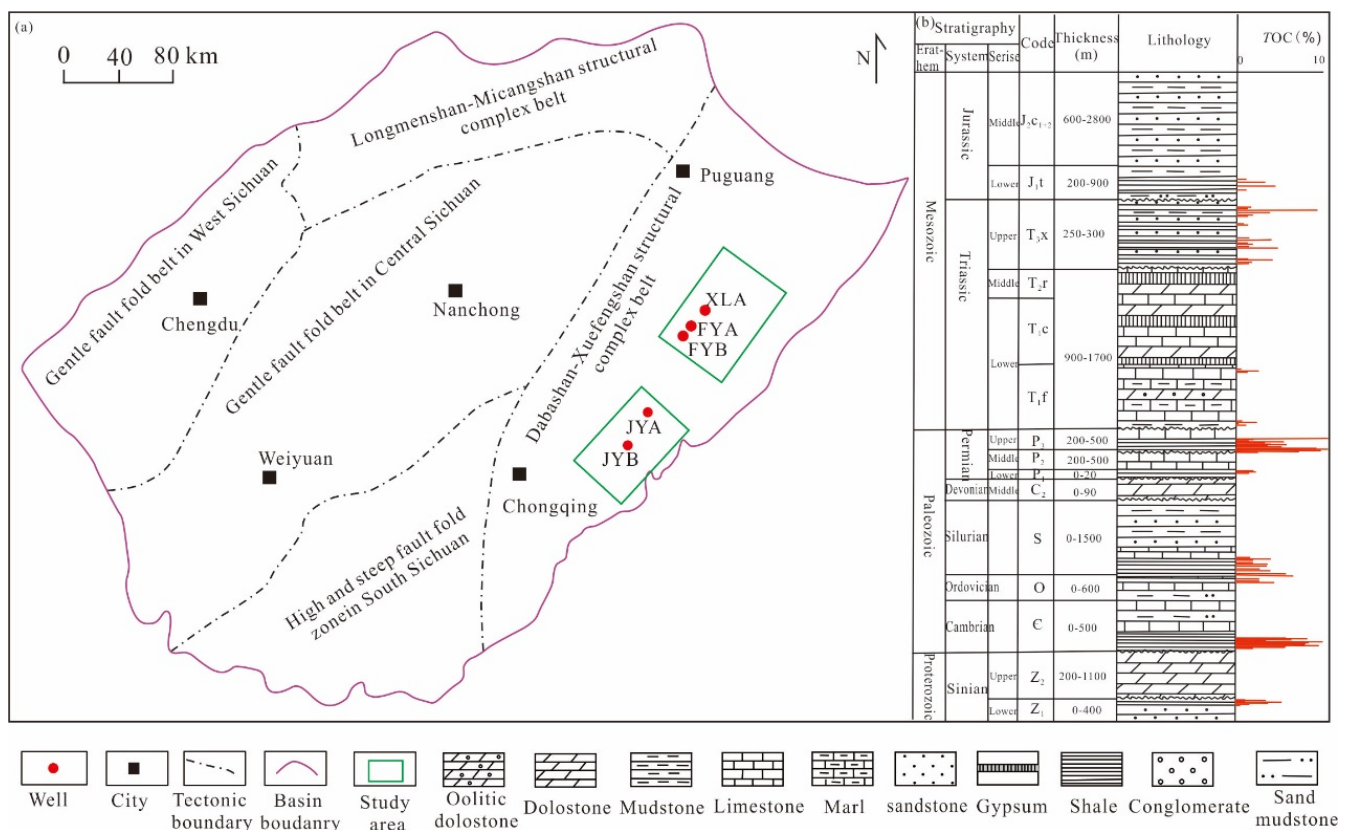 (a)
0 40 80 km
N
Longmenshan-Micangshan structural
complex belt
Gentle fault fold belt in West Sichuan
Gentle fault fold belt in Central Sichuan
Dabashan-Xuefengshan structural
complex belt
High and steep fault fold
zonein South Sichuan
Puguang
Chengdu
Nanchong
XLA
FYA
FYB
JYA
JYB
Weiyuan
Chongqing
(b) Stratigraphy Code Thickness (m) Lithology TOC (%)
Erathem System Serise 0 10
Mesozoic
Jurassic
Middle J₂c₁₊₂ 600-2800
Lower J₁t 200-900
Triassic
Upper T₃x 250-300
Middle T₂r
Lower T₁c 900-1700
T₁f
Paleozoic
Permian
Upper P₃ 200-500
Middle P₂ 200-500
Lower P₁ 0-20
Devonian Middle C₂ 0-90
Silurian S 0-1500
Ordovician O 0-600
Cambrian Є 0-500
Proterozoic
Sinian
Upper Z₂ 200-1100
Lower Z₁ 0-400
Well
City
Tectonic
boundary
Basin
boudanry
Study
area
Oolitic
dolostone
Dolostone
Mudstone
Limestone
Marl
sandstone
Gypsum
Shale
Conglomerate
Sand
mudstone